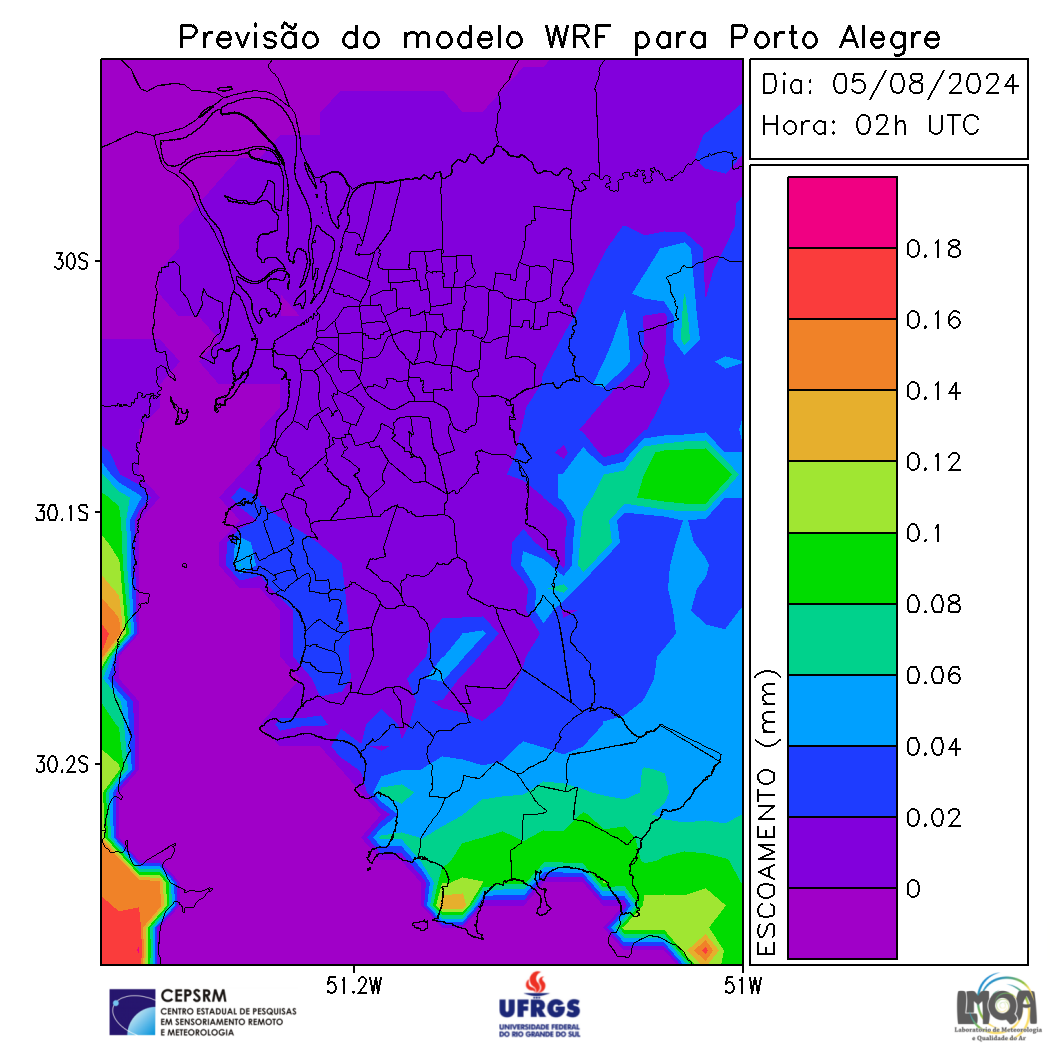 Previsão do modelo WRF para Porto Alegre
Dia: 05/08/2024
Hora: 02h UTC
30S
30.1S
30.2S
51.2W
51W
ESCOAMENTO (mm)
0.18
0.16
0.14
0.12
0.1
0.08
0.06
0.04
0.02
0
CEPSRM
CENTRO ESTADUAL DE PESQUISAS
EM SENSORIAMENTO REMOTO
E METEOROLOGIA
UFRGS
UNIVERSIDADE FEDERAL
DO RIO GRANDE DO SUL
LMQA
Laboratório de Meteorologia
e Qualidade do Ar